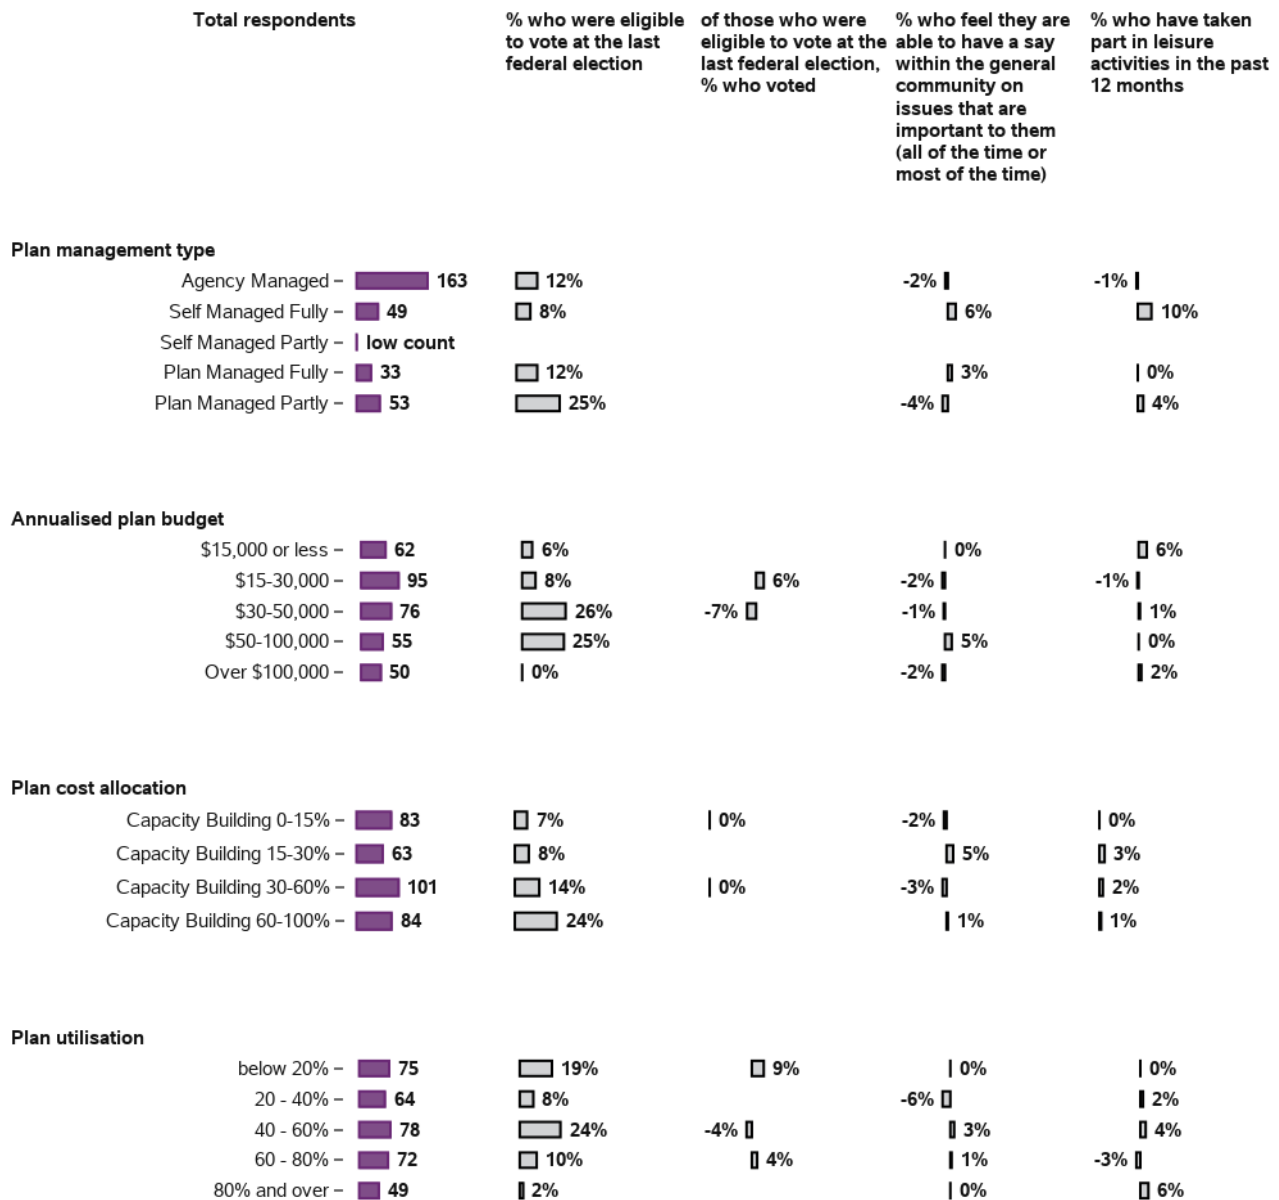 Total respondents
% who were eligible to vote at the last federal election
of those who were eligible to vote at the last federal election, % who voted
% who feel they are able to have a say within the general community on issues that are important to them (all of the time or most of the time)
% who have taken part in leisure activities in the past 12 months
Plan management type
Agency Managed 163 12% -2% -1%
Self Managed Fully 49 8% 6% 10%
Self Managed Partly low count
Plan Managed Fully 33 12% 3% 0%
Plan Managed Partly 53 25% -4% 4%
Annualised plan budget
$15,000 or less 62 6% 0% 6%
$15-30,000 95 8% 6% -2% -1%
$30-50,000 76 26% -7% -1% 1%
$50-100,000 55 25% 5% 0%
Over $100,000 50 0% -2% 2%
Plan cost allocation
Capacity Building 0-15% 83 7% 0% -2% 0%
Capacity Building 15-30% 63 8% 5% 3%
Capacity Building 30-60% 101 14% 0% -3% 2%
Capacity Building 60-100% 84 24% 1% 1%
Plan utilisation
below 20% 75 19% 9% 0% 0%
20 - 40% 64 8% -6% 2%
40 - 60% 78 24% -4% 3% 4%
60 - 80% 72 10% 4% 1% -3%
80% and over 49 2% 0% 6%